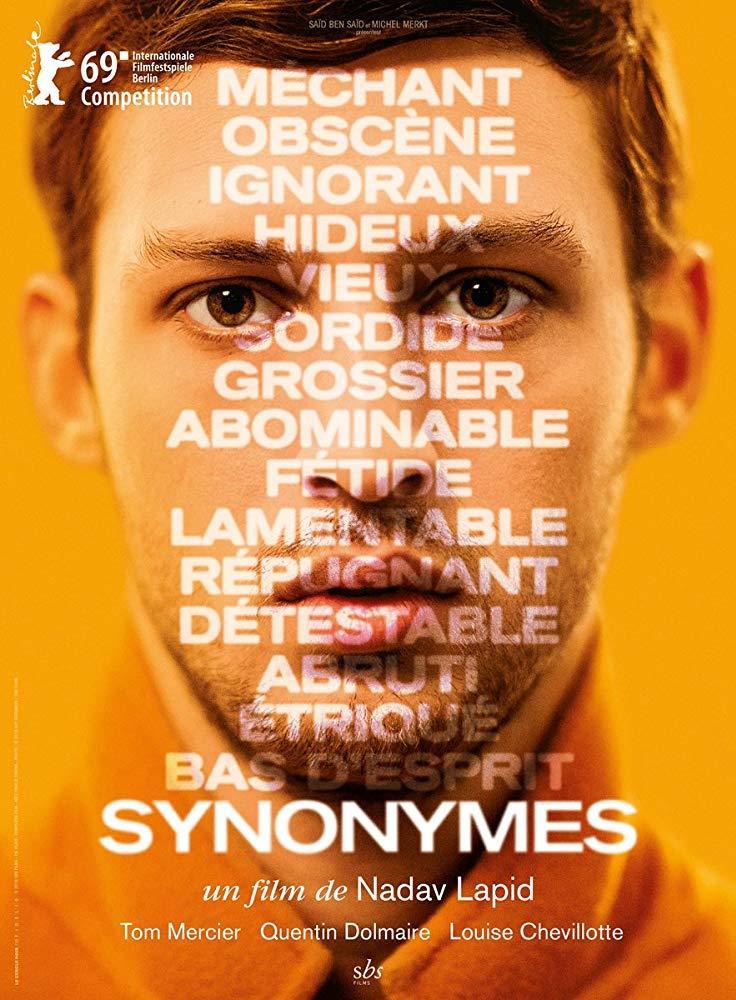 SAÏD BEN SAÏD ET MICHEL MERKT
présentent
Berlinale
69 Internationale
Filmfestspiele
Berlin
Competition
MÉCHANT
OBSCÈNE
IGNORANT
HIDEUX
VIEUX
SORDIDE
GROSSIER
ABOMINABLE
FÉTIDE
LAMENTABLE
RÉPUGNANT
DÉTESTABLE
ABRUTI
ÉTRIQUÉ
BAS D'ESPRIT
SYNONYMES
un film de Nadav Lapid
Tom Mercier Quentin Dolmaire Louise Chevillotte
sbs
FILMS